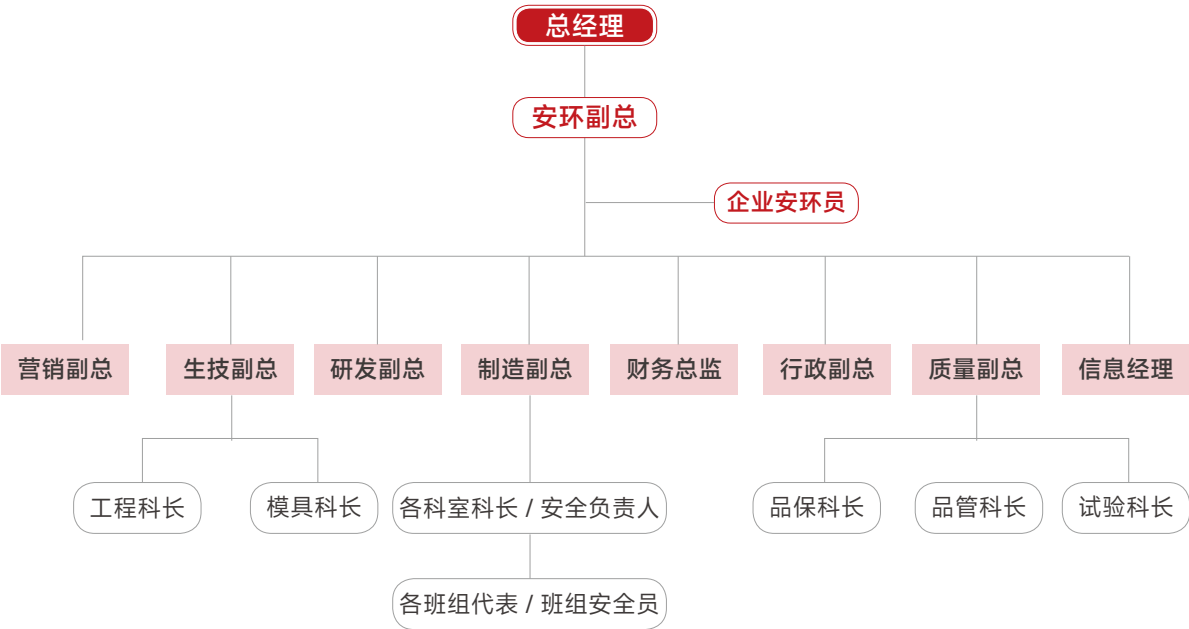 总经理
安环副总
企业安环员
营销副总
生技副总
研发副总
制造副总
财务总监
行政副总
质量副总
信息经理
工程科长
模具科长
各科室科长 / 安全负责人
品保科长
品管科长
试验科长
各班组代表 / 班组安全员